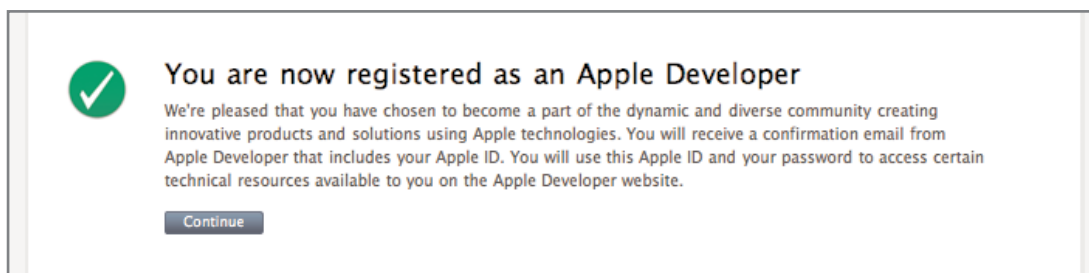 You are now registered as an Apple Developer
We're pleased that you have chosen to become a part of the dynamic and diverse community creating
innovative products and solutions using Apple technologies. You will receive a confirmation email from
Apple Developer that includes your Apple ID. You will use this Apple ID and your password to access certain
technical resources available to you on the Apple Developer website.
Continue